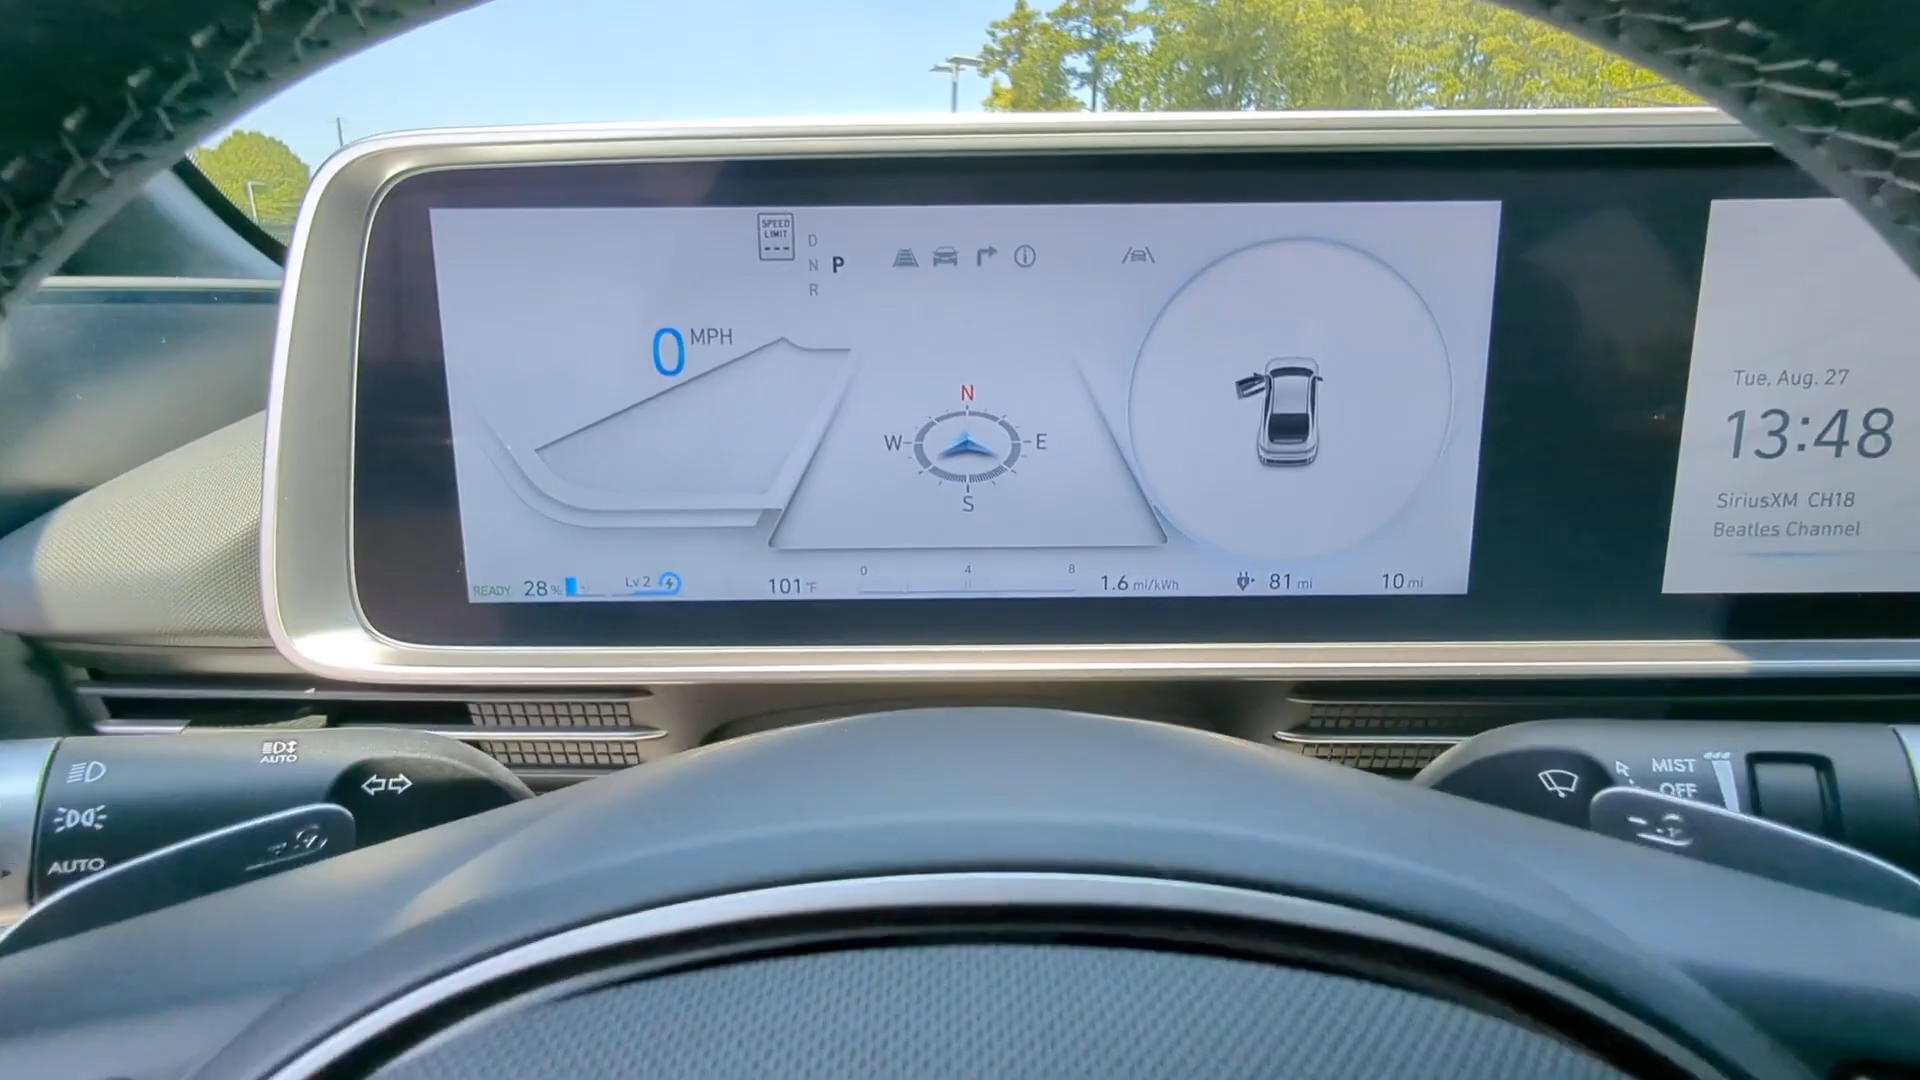 SPEED
LIMIT
---
D
N P
R
0 MPH
N
W E
S
READY 28% Lv 2 101°F
0 4 8
1.6 mi/kWh 81 mi 10 mi
Tue, Aug. 27
13:48
SiriusXM CH18
Beatles Channel
AUTO
AUTO
MIST
OFF